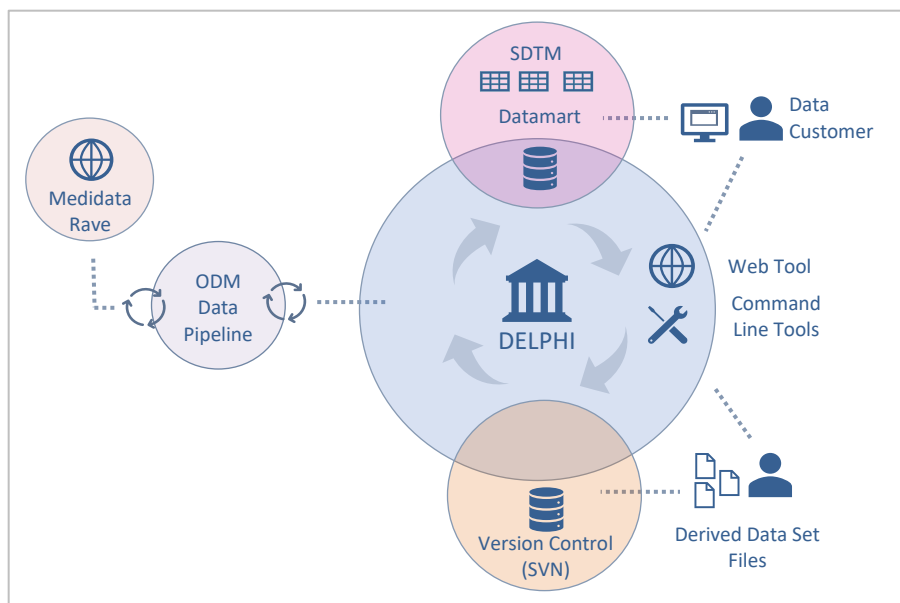 SDTM
Datamart
Data
Customer
Medidata
Rave
ODM
Data
Pipeline
Web Tool
Command
Line Tools
DELPHI
Version Control
(SVN)
Derived Data Set
Files